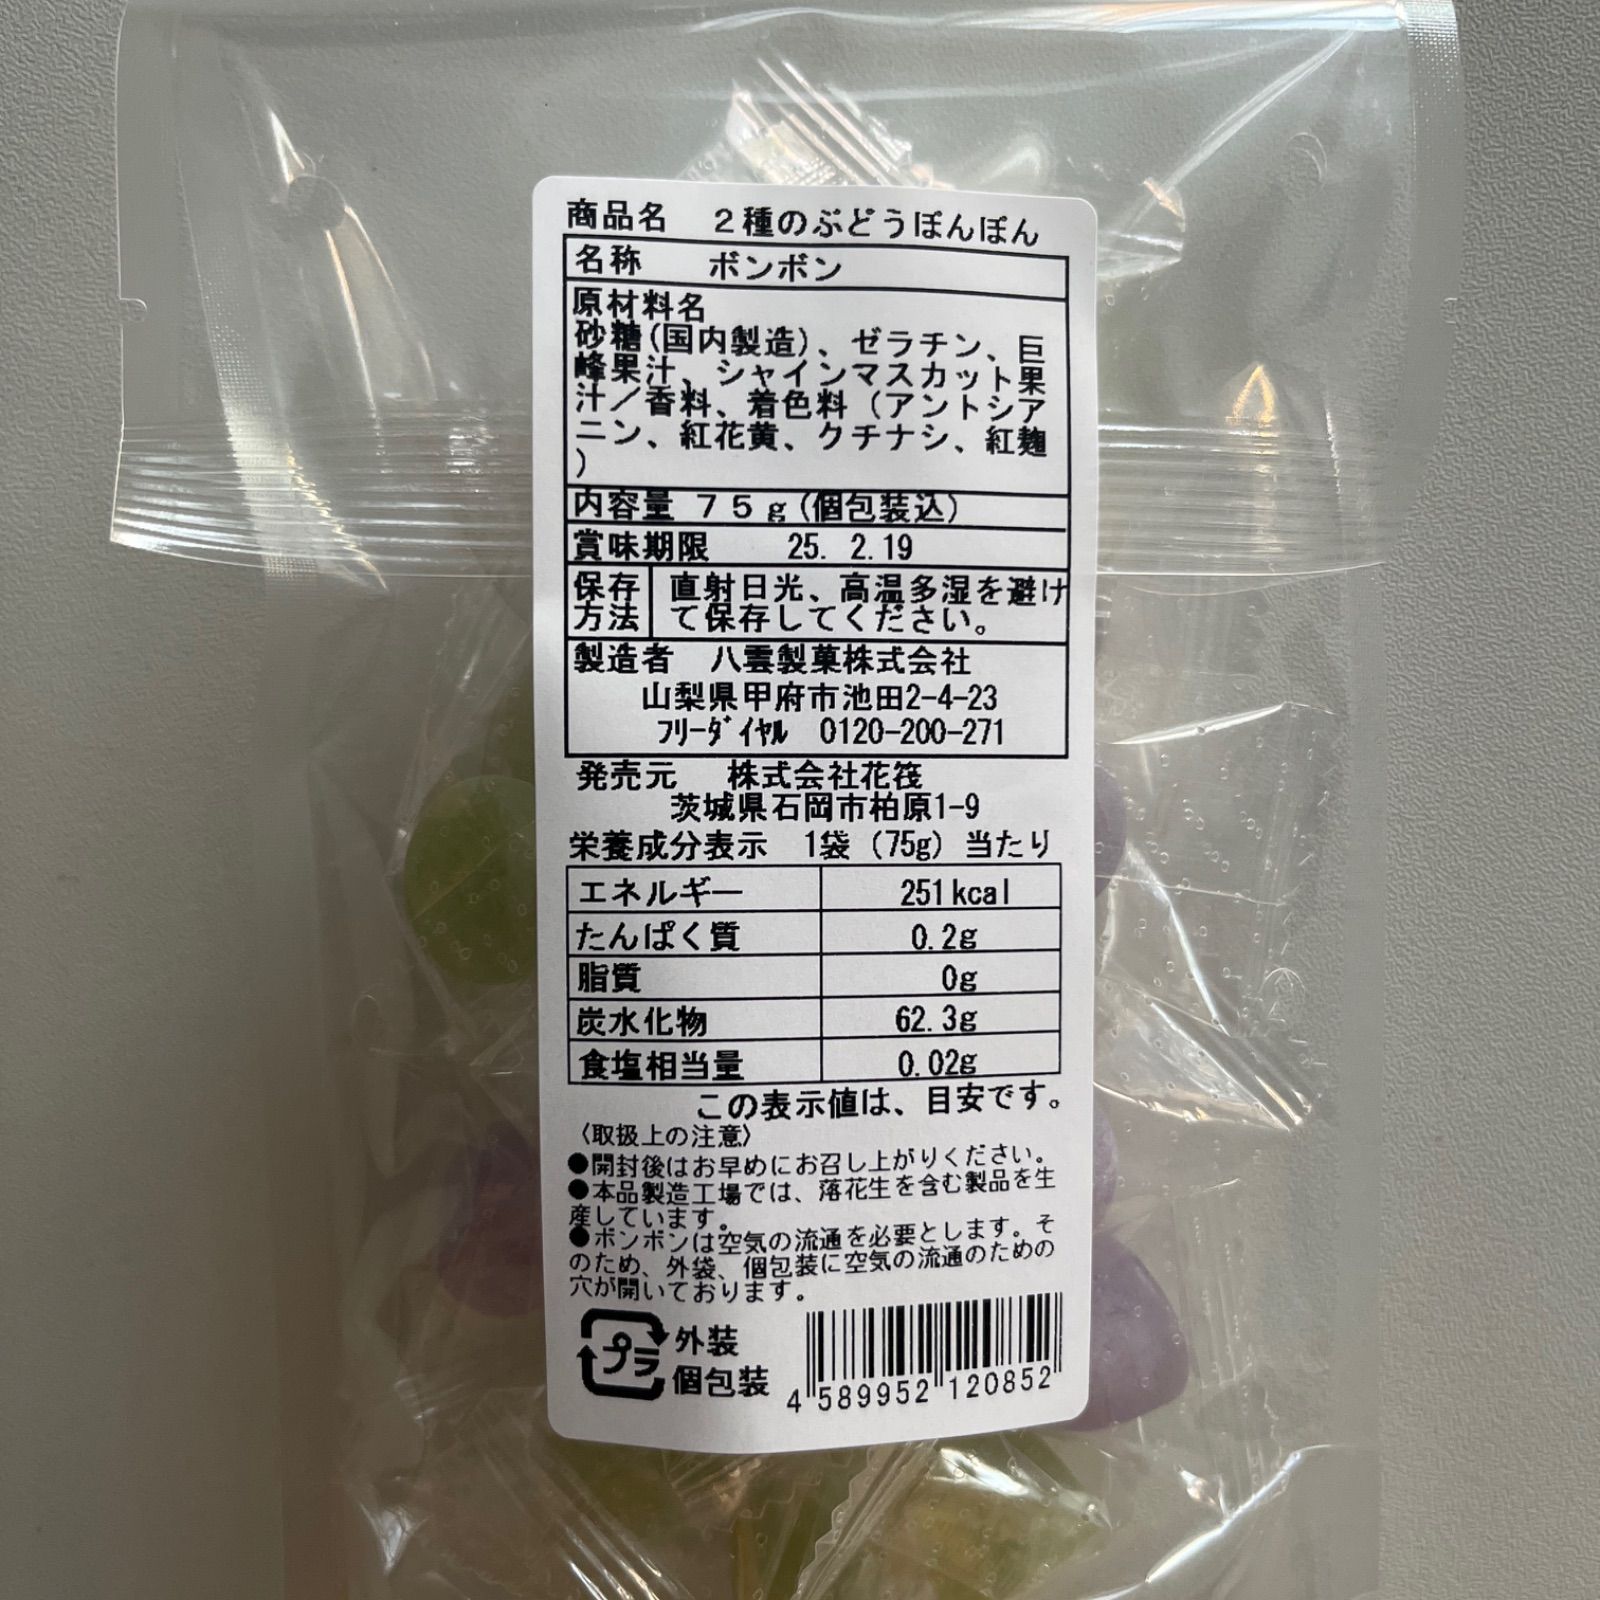 商品名 2種のぶどうぽんぽん
名称 ボンボン
原材料名
砂糖(国内製造)、ゼラチン、巨
峰果汁、シャインマスカット果
汁/香料、着色料(アントシア
ニン、紅花黄、クチナシ、紅麹
)
内容量 75g(個包装込)
賞味期限 25. 2.19
保存 直射日光、高温多湿を避け
方法 て保存してください。
製造者 八雲製菓株式会社
山梨県甲府市池田2-4-23
フリーダイヤル 0120-200-271
発売元 株式会社花筏
茨城県石岡市柏原1-9
栄養成分表示 1袋(75g)当たり
エネルギー 251kcal
たんぱく質 0.2g
脂質 0g
炭水化物 62.3g
食塩相当量 0.02g
この表示値は、目安です。
〈取扱上の注意〉
●開封後はお早めにお召し上がりください。
●本品製造工場では、落花生を含む製品を生
産しています。
●ボンボンは空気の流通を必要とします。そ
のため、外袋、個包装に空気の流通のための
穴が開いております。
プラ 外装
個包装
4 589952 120852